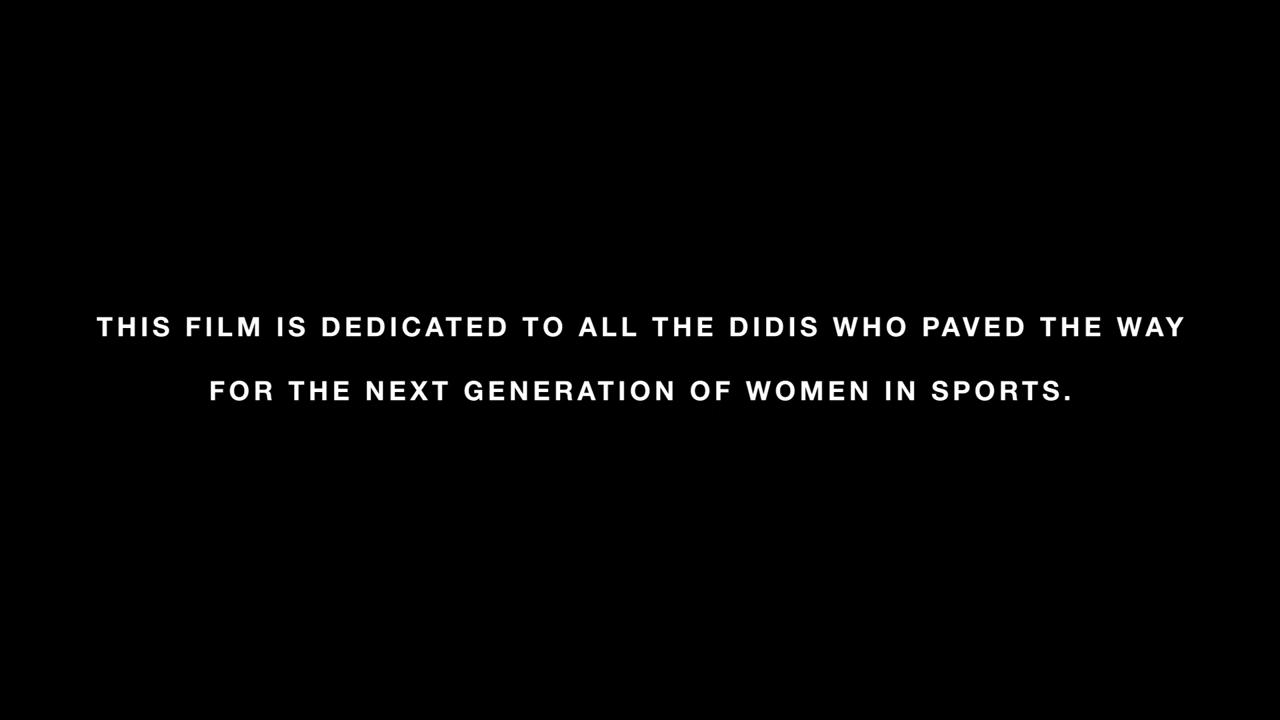 THIS FILM IS DEDICATED TO ALL THE DIDIS WHO PAVED THE WAY
FOR THE NEXT GENERATION OF WOMEN IN SPORTS.